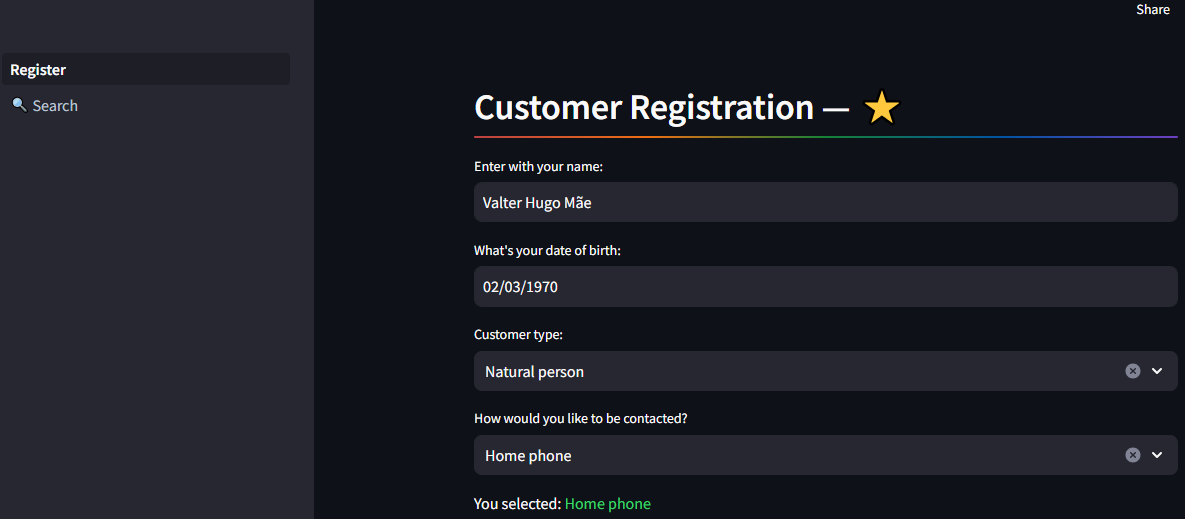 Share
Register
Search
Customer Registration —
Enter with your name:
Valter Hugo Mãe
What's your date of birth:
02/03/1970
Customer type:
Natural person
How would you like to be contacted?
Home phone
You selected: Home phone